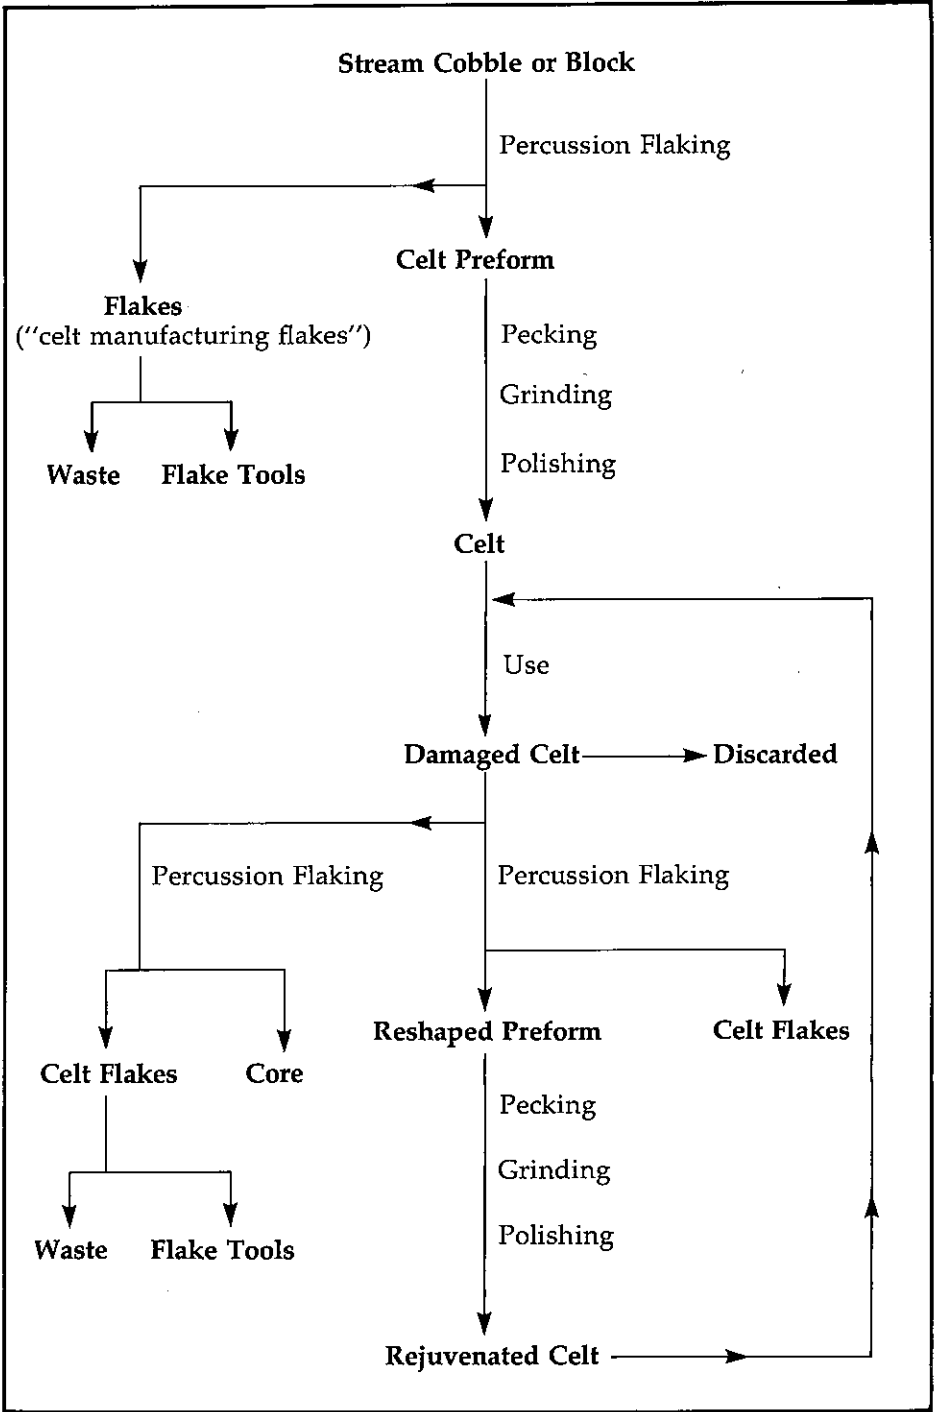 Stream Cobble or Block
Percussion Flaking
Celt Preform
Flakes
("celt manufacturing flakes")
Pecking
Grinding
Polishing
Waste
Flake Tools
Celt
Use
Damaged Celt
Discarded
Percussion Flaking
Percussion Flaking
Reshaped Preform
Celt Flakes
Celt Flakes
Core
Pecking
Grinding
Polishing
Waste
Flake Tools
Rejuvenated Celt